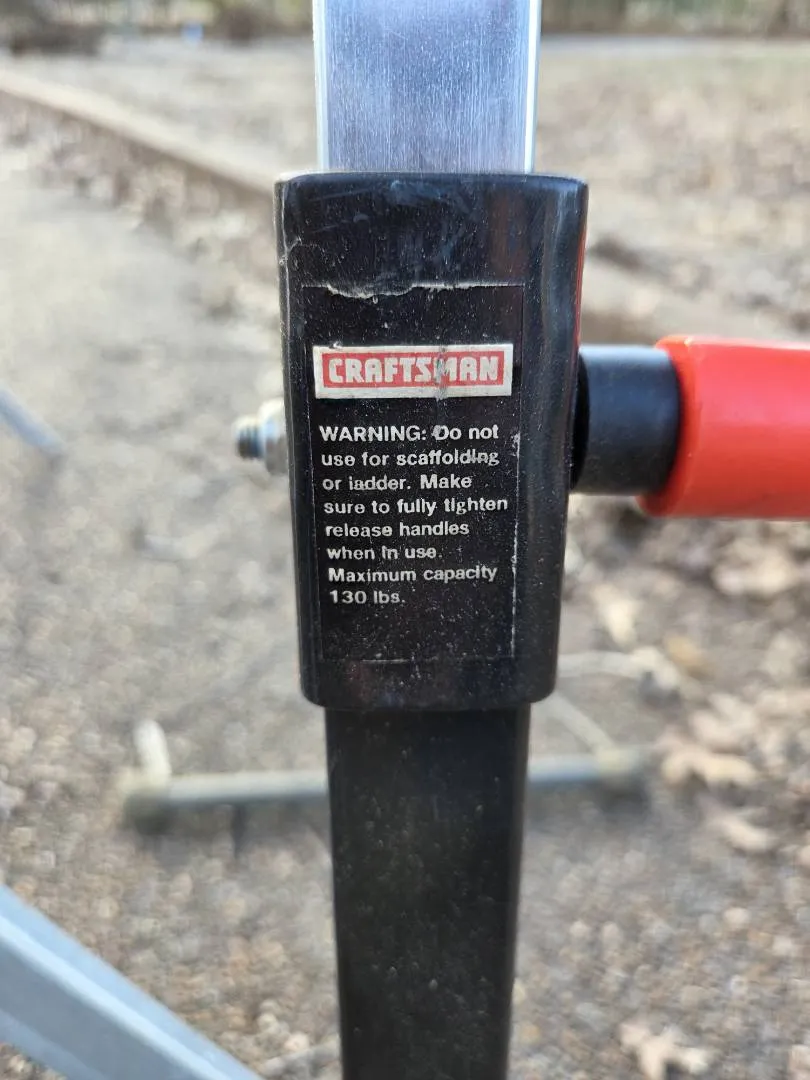 CRAFTSMAN
WARNING: Do not
use for scaffolding
or ladder. Make
sure to fully tighten
release handles
when in use.
Maximum capacity
130 lbs.